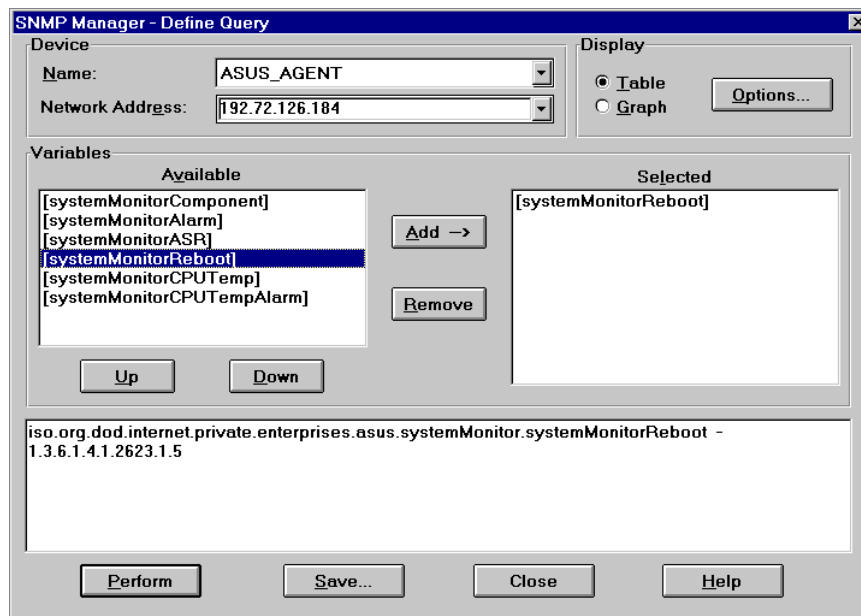 SNMP Manager - Define Query
Device
Name:
ASUS_AGENT
Network Address:
192.72.126.184
Display
Table
Graph
Options...
Variables
Available
[systemMonitorComponent]
[systemMonitorAlarm]
[systemMonitorASR]
[systemMonitorReboot]
[systemMonitorCPUTemp]
[systemMonitorCPUTempAlarm]
Up
Down
Add ->
Remove
Selected
[systemMonitorReboot]
iso.org.dod.internet.private.enterprises.asus.systemMonitor.systemMonitorReboot -
1.3.6.1.4.1.2623.1.5
Perform
Save...
Close
Help